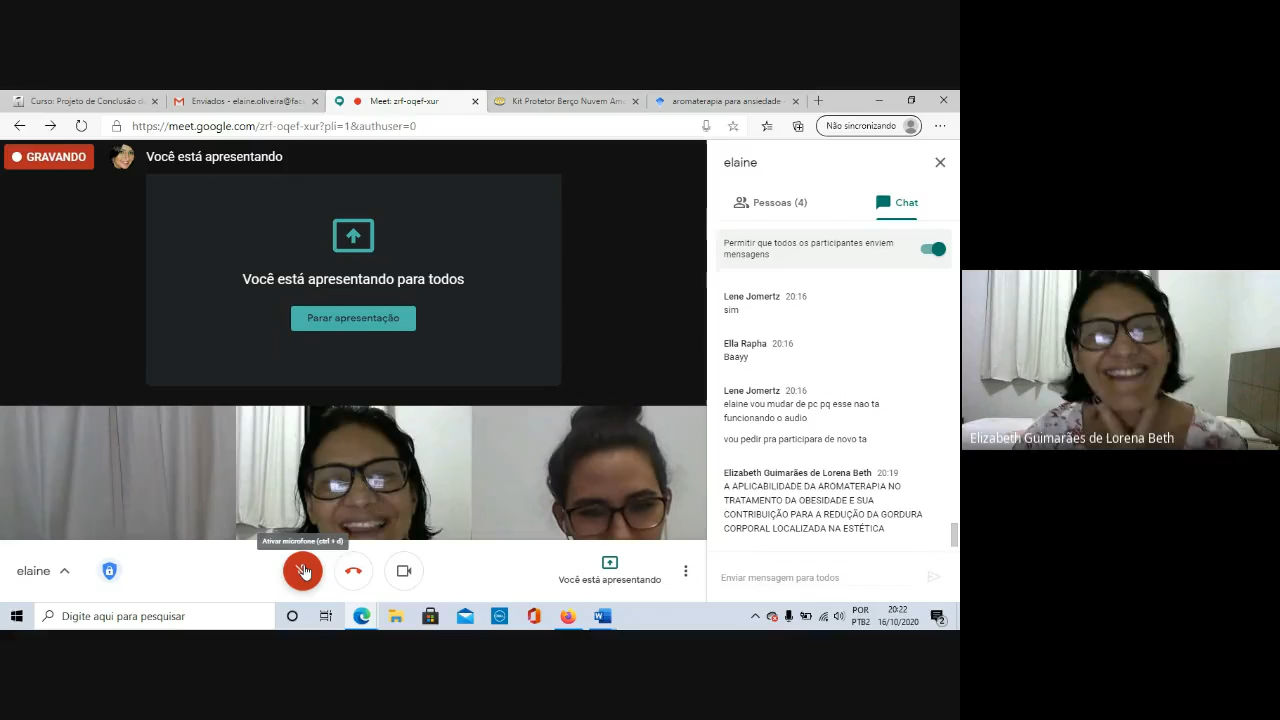 Curso: Projeto de Conclusão d
Enviados - elaine.oliveira@fac
Meet: zrf-oqef-xur
Kit Protetor Berço Nuvem Amo
aromaterapia para ansiedade -
https://meet.google.com/zrf-oqef-xur?pli=1&authuser=0
Não sincronizando
GRAVANDO
Você está apresentando
Você está apresentando para todos
Parar apresentação
elaine
Pessoas (4)
Chat
Permitir que todos os participantes enviem
mensagens
Lene Jomertz 20:16
sim
Ella Rapha 20:16
Baayy
Lene Jomertz 20:16
elaine vou mudar de pc pq esse nao ta
funcionando o audio
vou pedir pra participara de novo ta
Elizabeth Guimarães de Lorena Beth 20:19
A APLICABILIDADE DA AROMATERAPIA NO
TRATAMENTO DA OBESIDADE E SUA
CONTRIBUIÇÃO PARA A REDUÇÃO DA GORDURA
CORPORAL LOCALIZADA NA ESTÉTICA
Enviar mensagem para todos
Elizabeth Guimarães de Lorena Beth
Ativar microfone (ctrl + d)
elaine
Você está apresentando
Digite aqui para pesquisar
POR
PTB2
20:22
16/10/2020
2